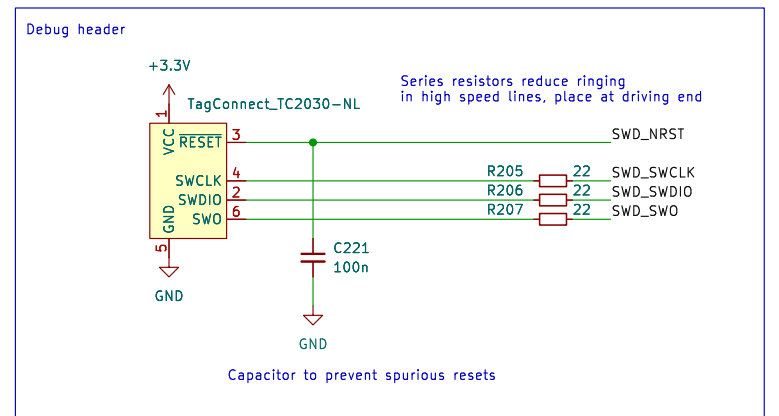 Debug header
+3.3V
Series resistors reduce ringing
in high speed lines, place at driving end
TagConnect_TC2030-NL
1
VCC
RESET
3
SWD_NRST
SWCLK
4
R205
22
SWD_SWCLK
SWDIO
2
R206
22
SWD_SWDIO
GND
SWO
6
R207
22
SWD_SWO
5
C221
100n
GND
GND
Capacitor to prevent spurious resets